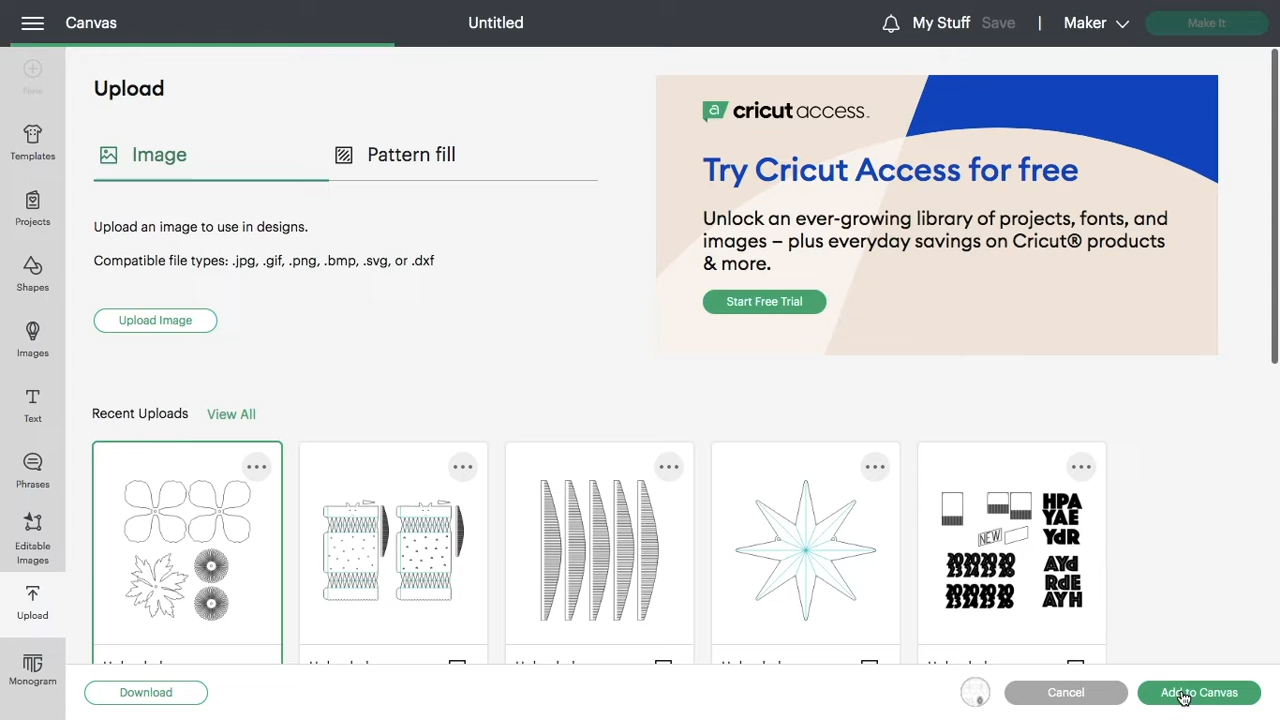 Canvas
Untitled
My Stuff Save | Maker
Make It
New
Templates
Projects
Shapes
Images
Text
Phrases
Editable
Images
Upload
Monogram
Upload
Image
Pattern fill
Upload an image to use in designs.
Compatible file types: .jpg, .gif, .png, .bmp, .svg, or .dxf
Upload Image
a cricut access™
Try Cricut Access for free
Unlock an ever-growing library of projects, fonts, and
images – plus everyday savings on Cricut® products
& more.
Start Free Trial
Recent Uploads View All
NEW
HPA
YAE
YdR
AYd
RdE
AYH
Download
Cancel
Add to Canvas